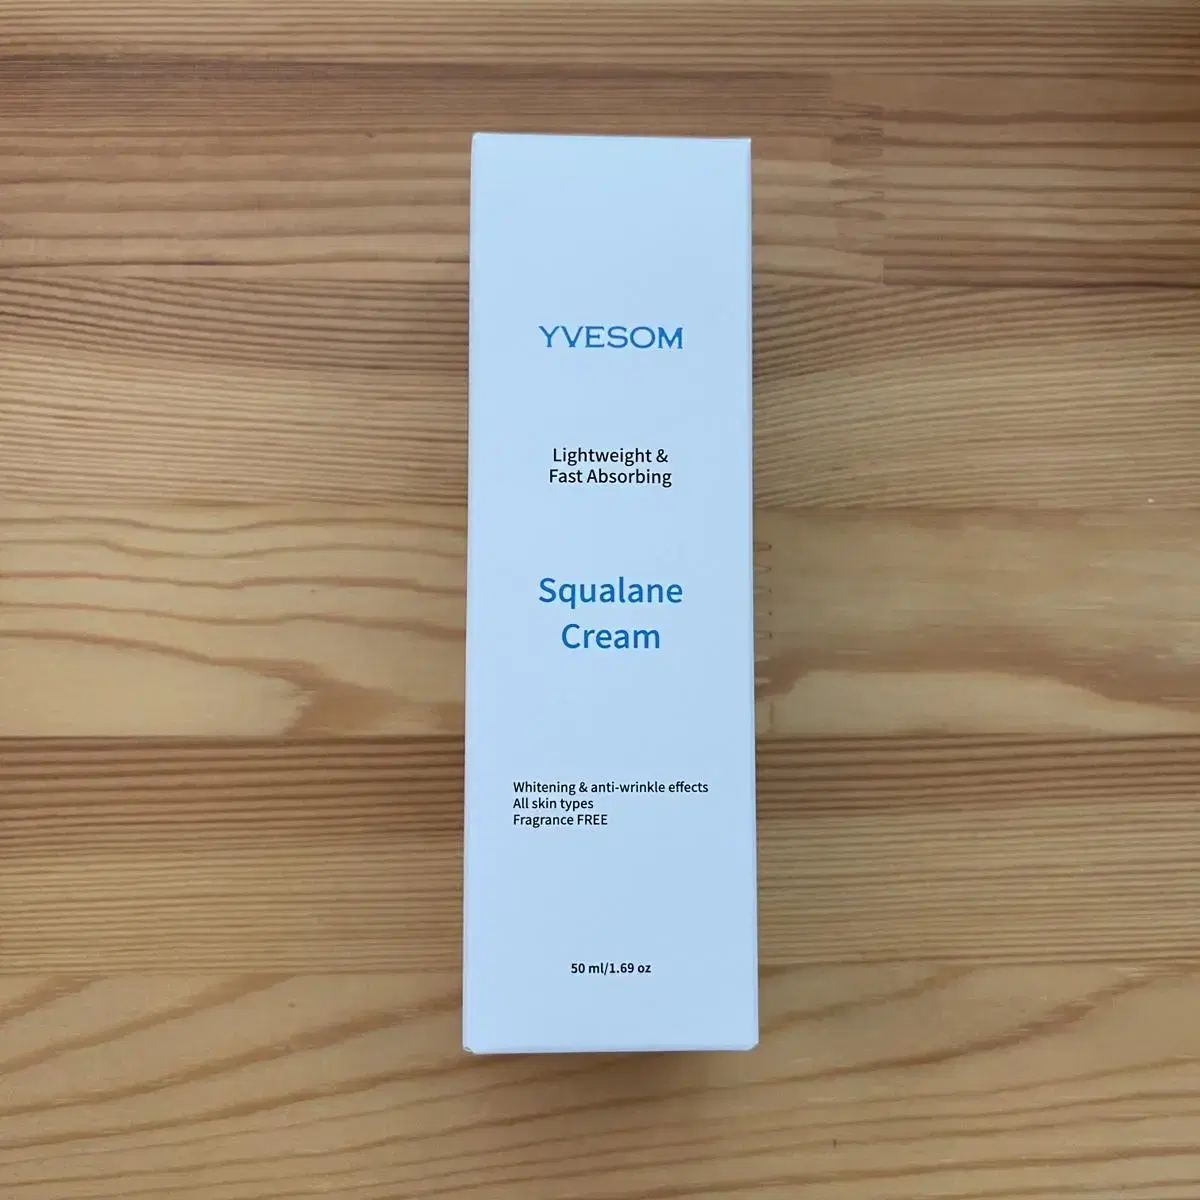 YVESOM
Lightweight &
Fast Absorbing
Squalane
Cream
Whitening & anti-wrinkle effects
All skin types
Fragrance FREE
50 ml/1.69 oz